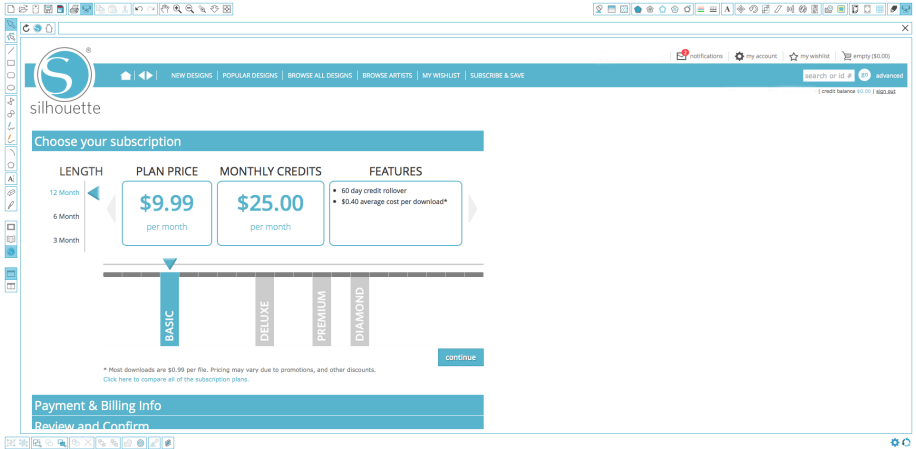 2
notifications
my account
my wishlist
empty ($0.00)
S
®
silhouette
NEW DESIGNS
POPULAR DESIGNS
BROWSE ALL DESIGNS
BROWSE ARTISTS
MY WISHLIST
SUBSCRIBE & SAVE
search or id #
go
advanced
| credit balance $0.00 | sign out
Choose your subscription
LENGTH
PLAN PRICE
MONTHLY CREDITS
FEATURES
12 Month
6 Month
3 Month
$9.99
per month
$25.00
per month
• 60 day credit rollover
• $0.40 average cost per download*
BASIC
DELUXE
PREMIUM
DIAMOND
continue
* Most downloads are $0.99 per file. Pricing may vary due to promotions, and other discounts.
Click here to compare all of the subscription plans.
Payment & Billing Info
Review and Confirm